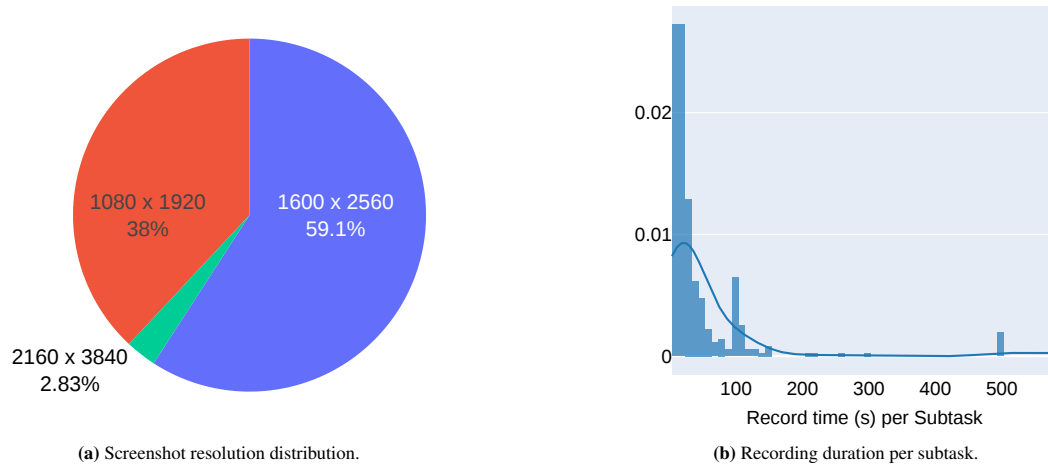 1080 x 1920
38%
1600 x 2560
59.1%
2160 x 3840
2.83%
(a) Screenshot resolution distribution.
0.02
0.01
0
100 200 300 400 500
Record time (s) per Subtask
(b) Recording duration per subtask.